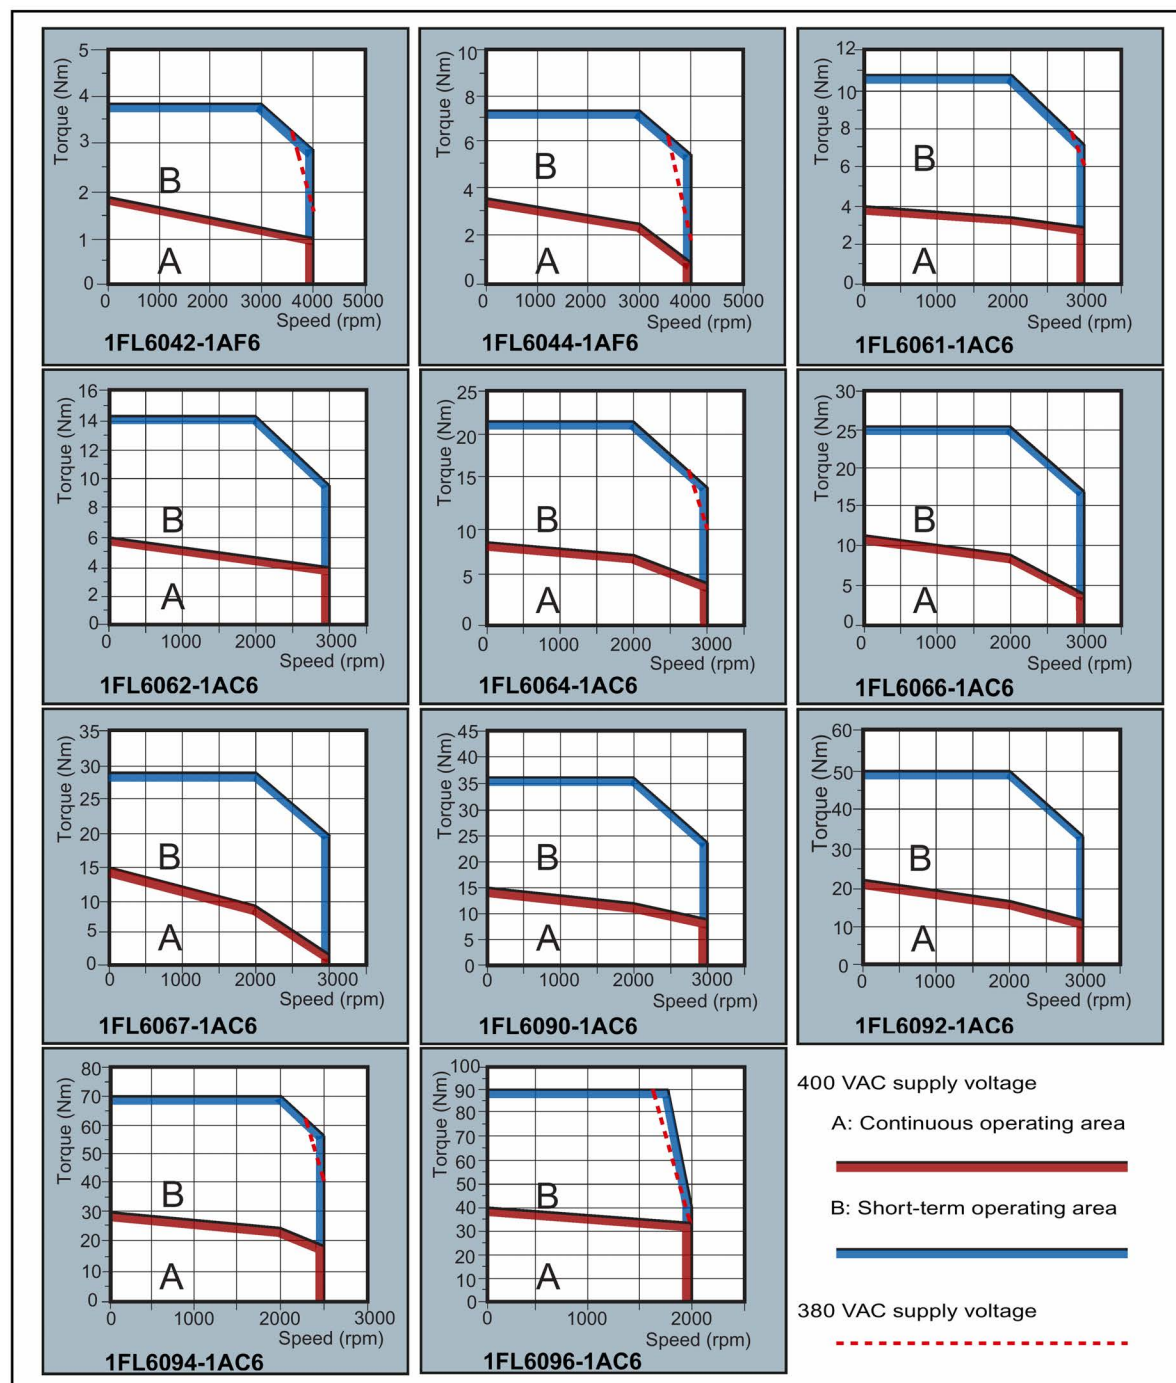 Torque (Nm)
5
4
3
2
1
0
B
A
0 1000 2000 3000 4000 5000
Speed (rpm)
1FL6042-1AF6
Torque (Nm)
10
8
6
4
2
0
B
A
0 1000 2000 3000 4000 5000
Speed (rpm)
1FL6044-1AF6
Torque (Nm)
12
10
8
6
4
2
0
B
A
0 1000 2000 3000
Speed (rpm)
1FL6061-1AC6
Torque (Nm)
16
14
12
10
8
6
4
2
0
B
A
0 1000 2000 3000
Speed (rpm)
1FL6062-1AC6
Torque (Nm)
25
20
15
10
5
0
B
A
0 1000 2000 3000
Speed (rpm)
1FL6064-1AC6
Torque (Nm)
30
25
20
15
10
5
0
B
A
0 1000 2000 3000
Speed (rpm)
1FL6066-1AC6
Torque (Nm)
35
30
25
20
15
10
5
0
B
A
0 1000 2000 3000
Speed (rpm)
1FL6067-1AC6
Torque (Nm)
45
40
35
30
25
20
15
10
5
0
B
A
0 1000 2000 3000
Speed (rpm)
1FL6090-1AC6
Torque (Nm)
60
50
40
30
20
10
0
B
A
0 1000 2000 3000
Speed (rpm)
1FL6092-1AC6
Torque (Nm)
80
70
60
50
40
30
20
10
0
B
A
0 1000 2000 3000
Speed (rpm)
1FL6094-1AC6
Torque (Nm)
100
90
80
70
60
50
40
30
20
10
0
B
A
0 1000 2000
Speed (rpm)
1FL6096-1AC6
400 VAC supply voltage
A: Continuous operating area
B: Short-term operating area
380 VAC supply voltage